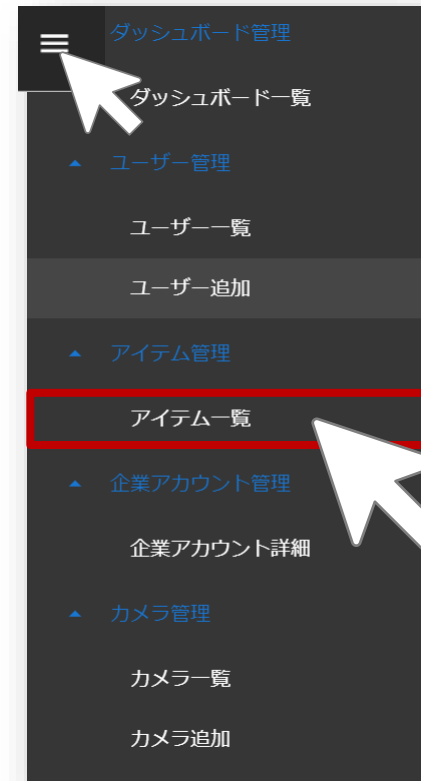 ダッシュボード管理
ダッシュボード一覧
ユーザー管理
ユーザー一覧
ユーザー追加
アイテム管理
アイテム一覧
企業アカウント管理
企業アカウント詳細
カメラ管理
カメラ一覧
カメラ追加